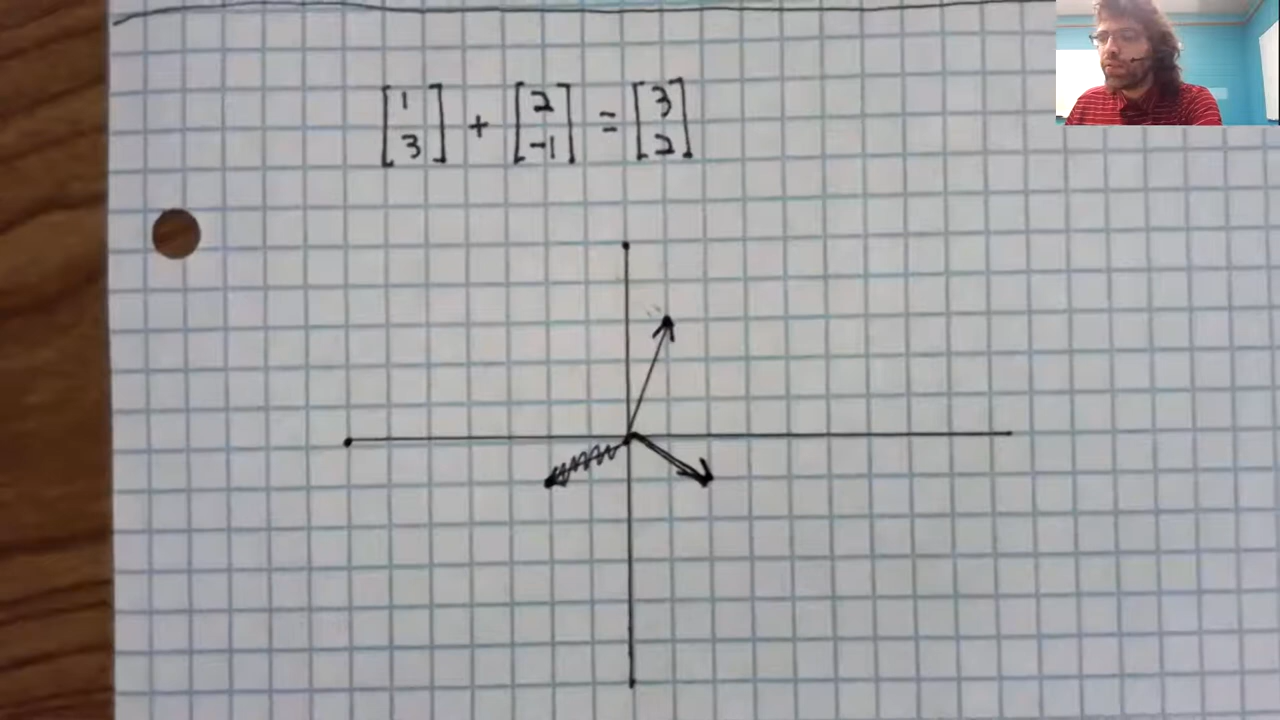 [1 3] + [2 -1] = [3 2]